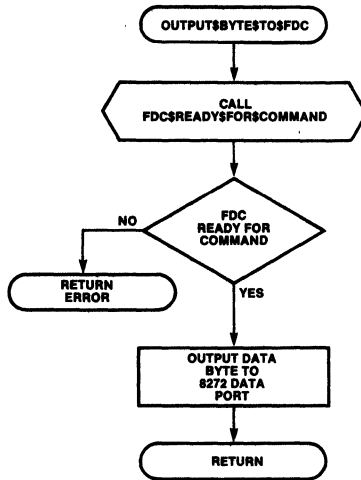 OUTPUT$BYTE$TO$FDC
CALL
FDC$READY$FOR$COMMAND
FDC
READY FOR
COMMAND
NO
RETURN
ERROR
YES
OUTPUT DATA
BYTE TO
8272 DATA
PORT
RETURN